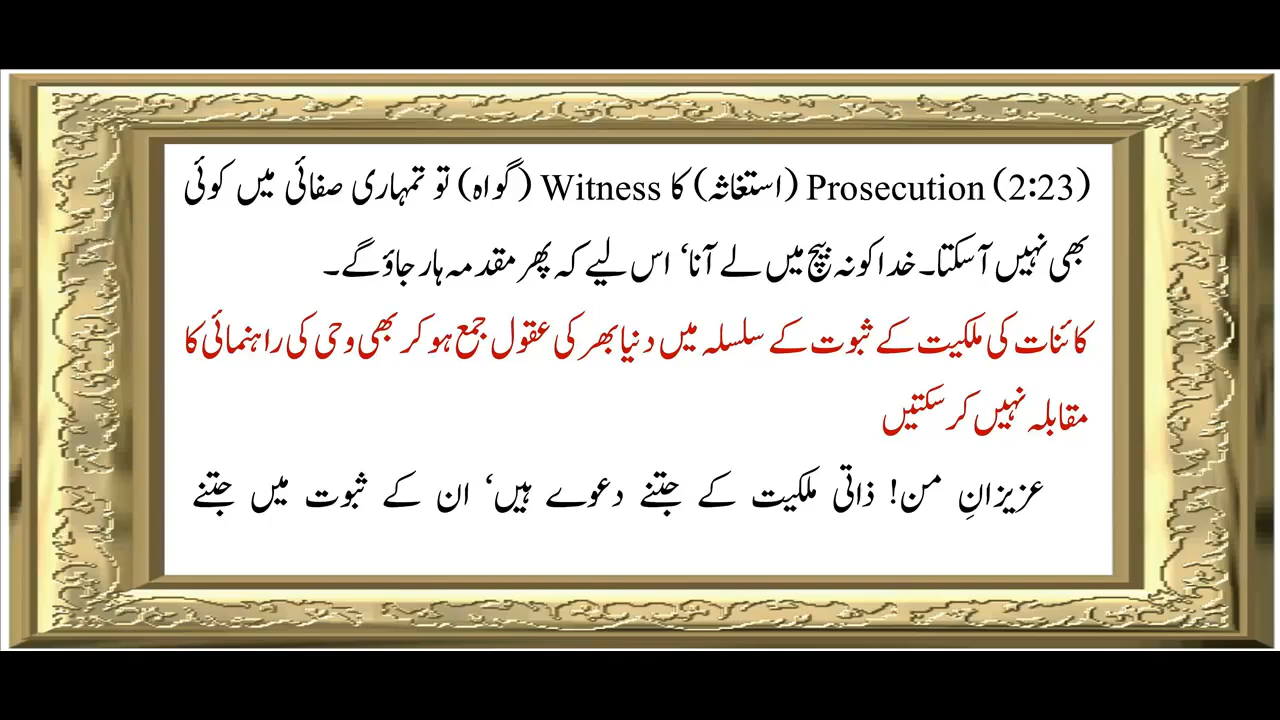 (2:23) Prosecution (استغاثہ) کا Witness (گواہ) تو تمہاری صفائی میں کوئی
بھی نہیں آ سکتا۔ خدا کو نہ بیچ میں لے آنا‘ اس لیے کہ پھر مقدمہ ہار جاؤ گے۔
کائنات کی ملکیت کے ثبوت کے سلسلہ میں دنیا بھر کی عقول جمع ہو کر بھی وحی کی راہنمائی کا
مقابلہ نہیں کر سکتیں
عزیزانِ من! ذاتی ملکیت کے جتنے دعوے ہیں‘ ان کے ثبوت میں جتنے